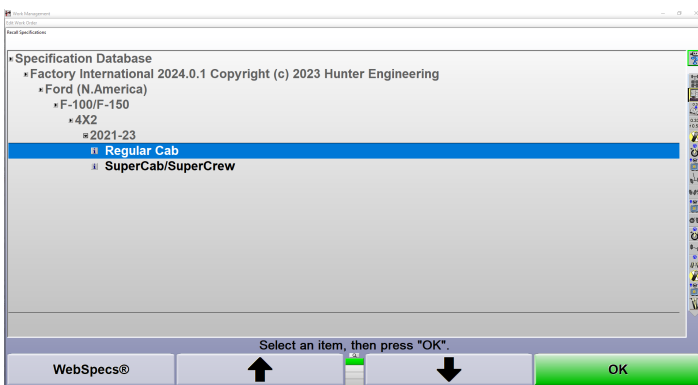 Work Management
Edit Work Order
Recall Specifications
Specification Database
Factory International 2024.0.1 Copyright (c) 2023 Hunter Engineering
Ford (N.America)
F-100/F-150
4X2
2021-23
Regular Cab
SuperCab/SuperCrew
Select an item, then press "OK".
WebSpecs®
OK